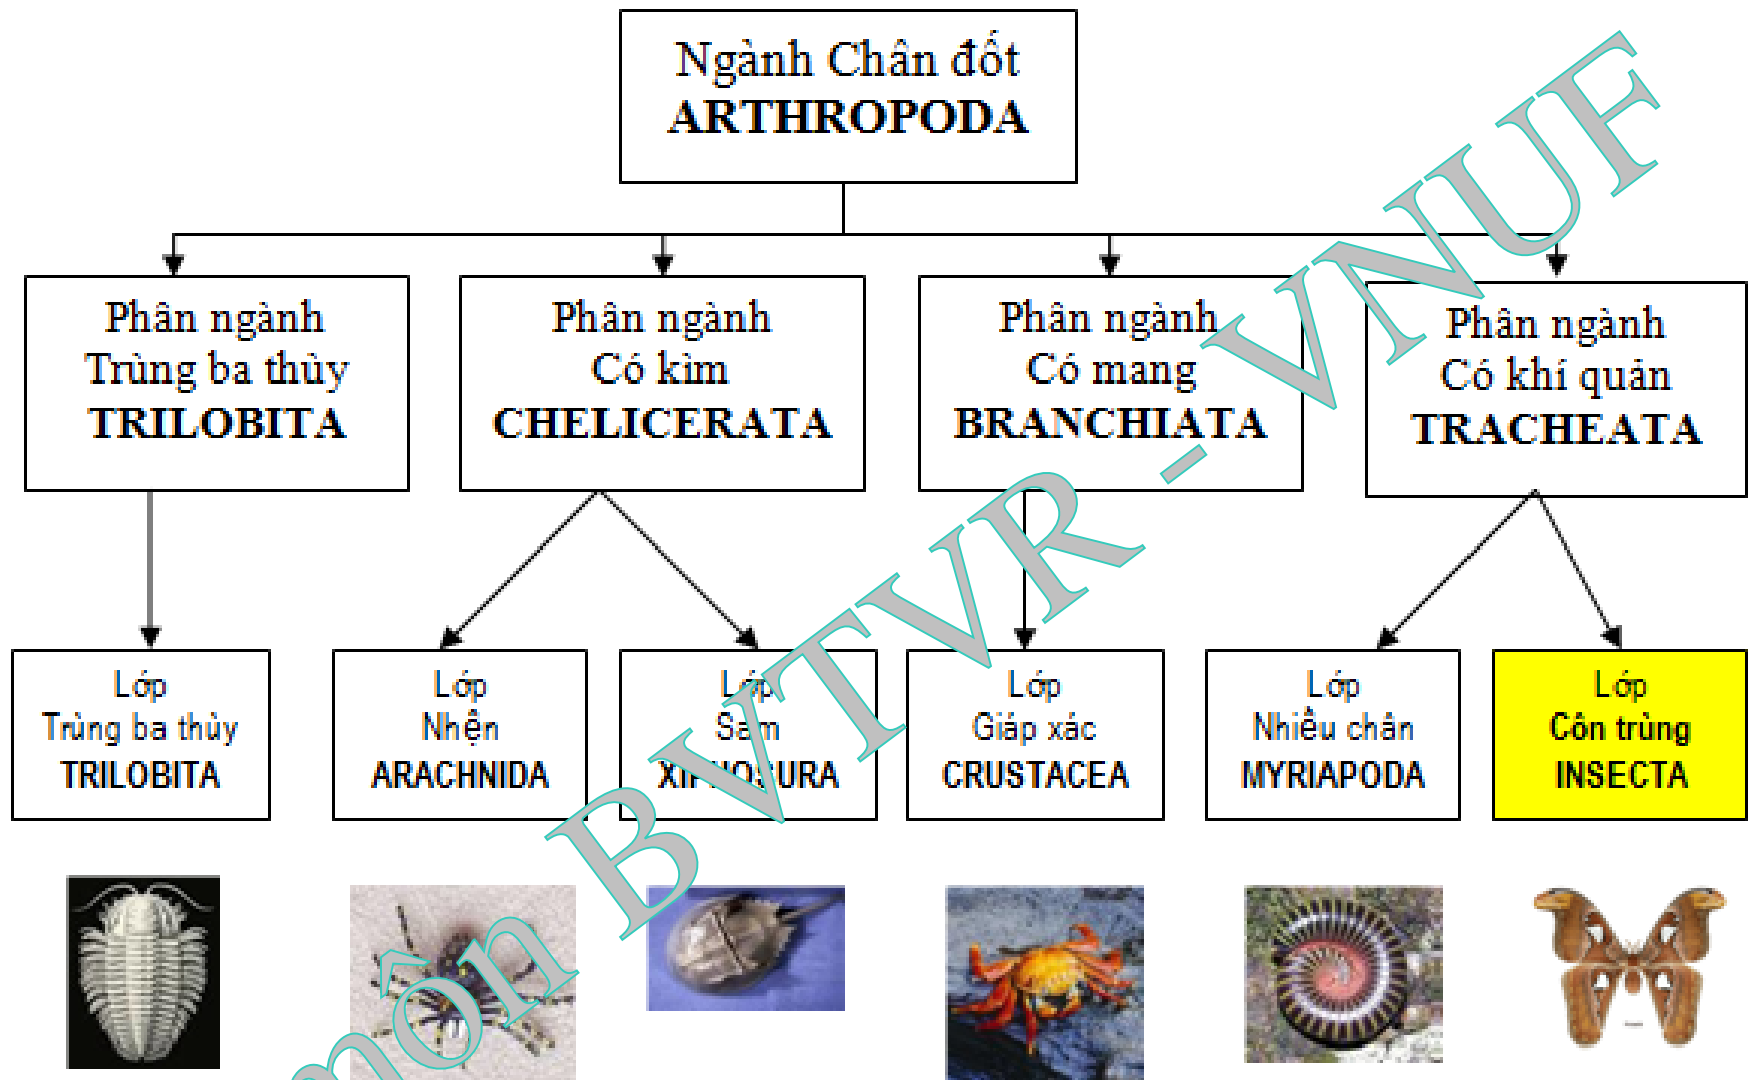 Ngành Chân đốt
ARTHROPODA
Phân ngành
Trùng ba thùy
TRILOBITA
Phân ngành
Có kìm
CHELICERATA
Phân ngành
Có mang
BRANCHIATA
Phân ngành
Có khí quản
TRACHEATA
Lớp
Trùng ba thùy
TRILOBITA
Lớp
Nhện
ARACHNIDA
Lớp
Sam
XIPHOSURA
Lớp
Giáp xác
CRUSTACEA
Lớp
Nhiều chân
MYRIAPODA
Lớp
Côn trùng
INSECTA
môn BVTVR - VNUF